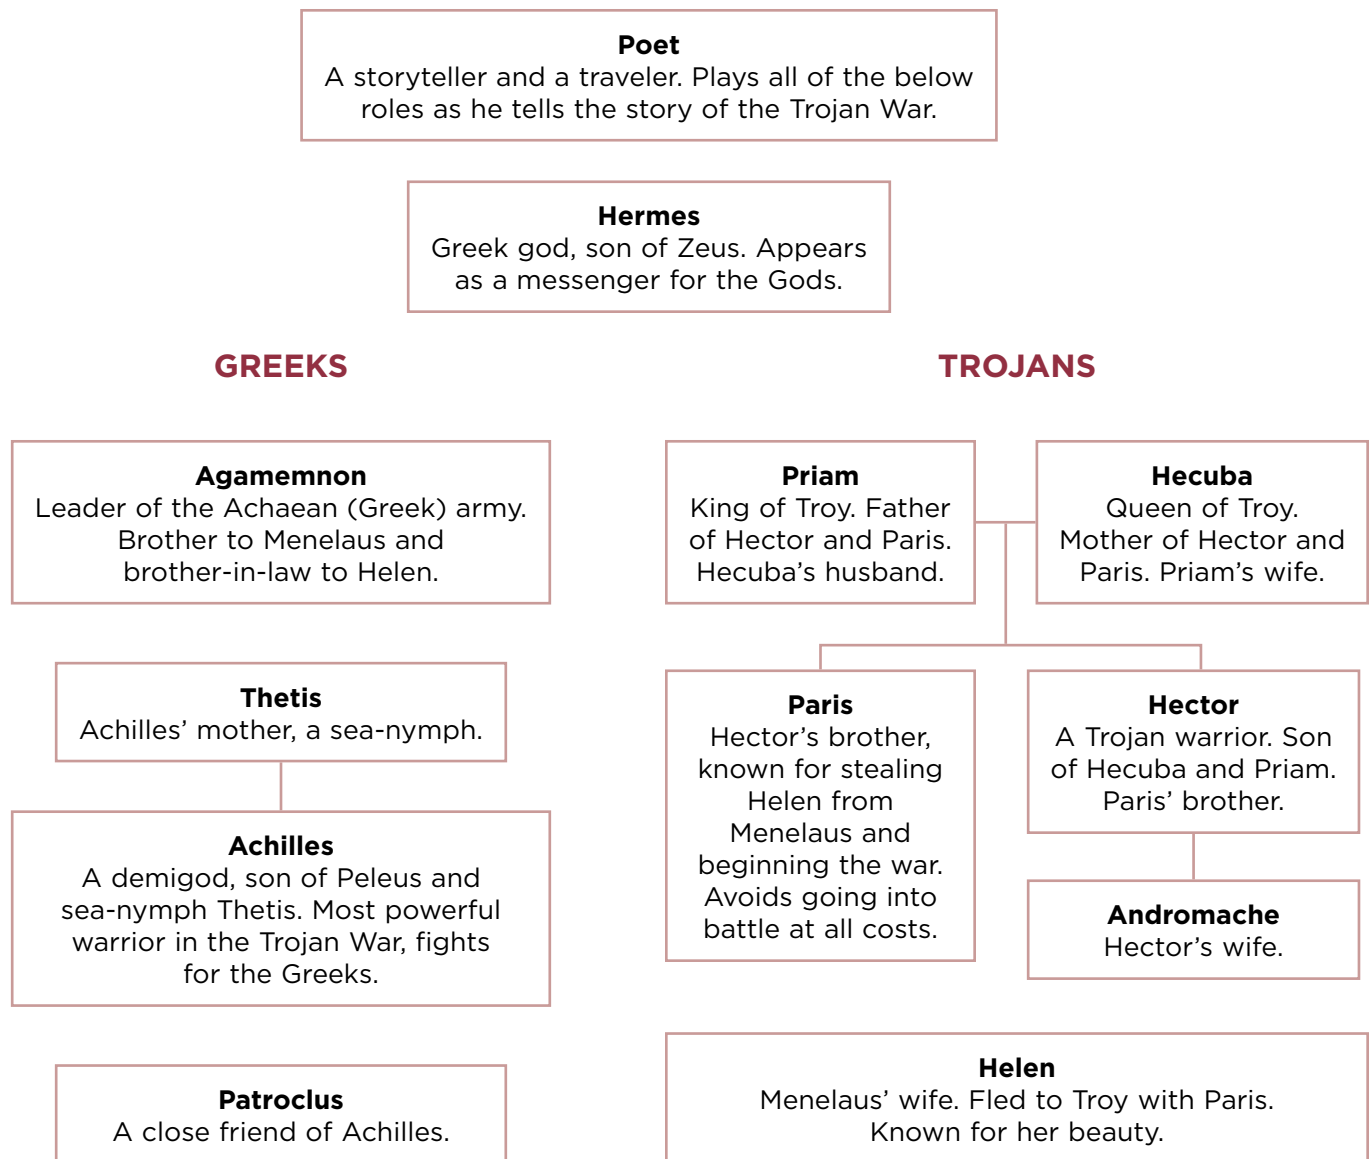 Poet
A storyteller and a traveler. Plays all of the below
roles as he tells the story of the Trojan War.
Hermes
Greek god, son of Zeus. Appears
as a messenger for the Gods.
GREEKS
Agamemnon
Leader of the Achaean (Greek) army.
Brother to Menelaus and
brother-in-law to Helen.
Thetis
Achilles’ mother, a sea-nymph.
Achilles
A demigod, son of Peleus and
sea-nymph Thetis. Most powerful
warrior in the Trojan War, fights
for the Greeks.
Patroclus
A close friend of Achilles.
TROJANS
Priam
King of Troy. Father
of Hector and Paris.
Hecuba’s husband.
Hecuba
Queen of Troy.
Mother of Hector and
Paris. Priam’s wife.
Paris
Hector’s brother,
known for stealing
Helen from
Menelaus and
beginning the war.
Avoids going into
battle at all costs.
Hector
A Trojan warrior. Son
of Hecuba and Priam.
Paris’ brother.
Andromache
Hector’s wife.
Helen
Menelaus’ wife. Fled to Troy with Paris.
Known for her beauty.